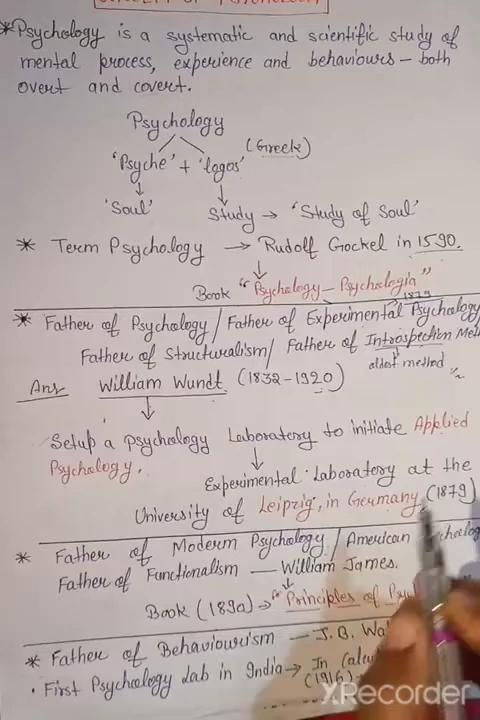 *Psychology is a systematic and scientific study of
mental process, experience and behaviours - both
overt and covert.
Psychology
'Psyche' + 'logos' (Greek)
'Soul' Study → 'Study of Soul'
* Term Psychology → Rudolf Gockel in 1590.
Book "Psychology - Psychologia"
1879
* Father of Psychology / Father of Experimental Psychology
Father of Structuralism / Father of Introspection
oldest method
Ans William Wundt (1832-1920)
Setup a Psychology Laboratory to initiate Applied
Psychology.
Experimental Laboratory at the
University of Leipzig, in Germany (1879)
* Father of Modern Psychology / American
Father of Functionalism - William James.
Book (1890) → Principles of
* Father of Behaviourism - J.B.
• First Psychology Lab in India → In
(1916)
XRecorder